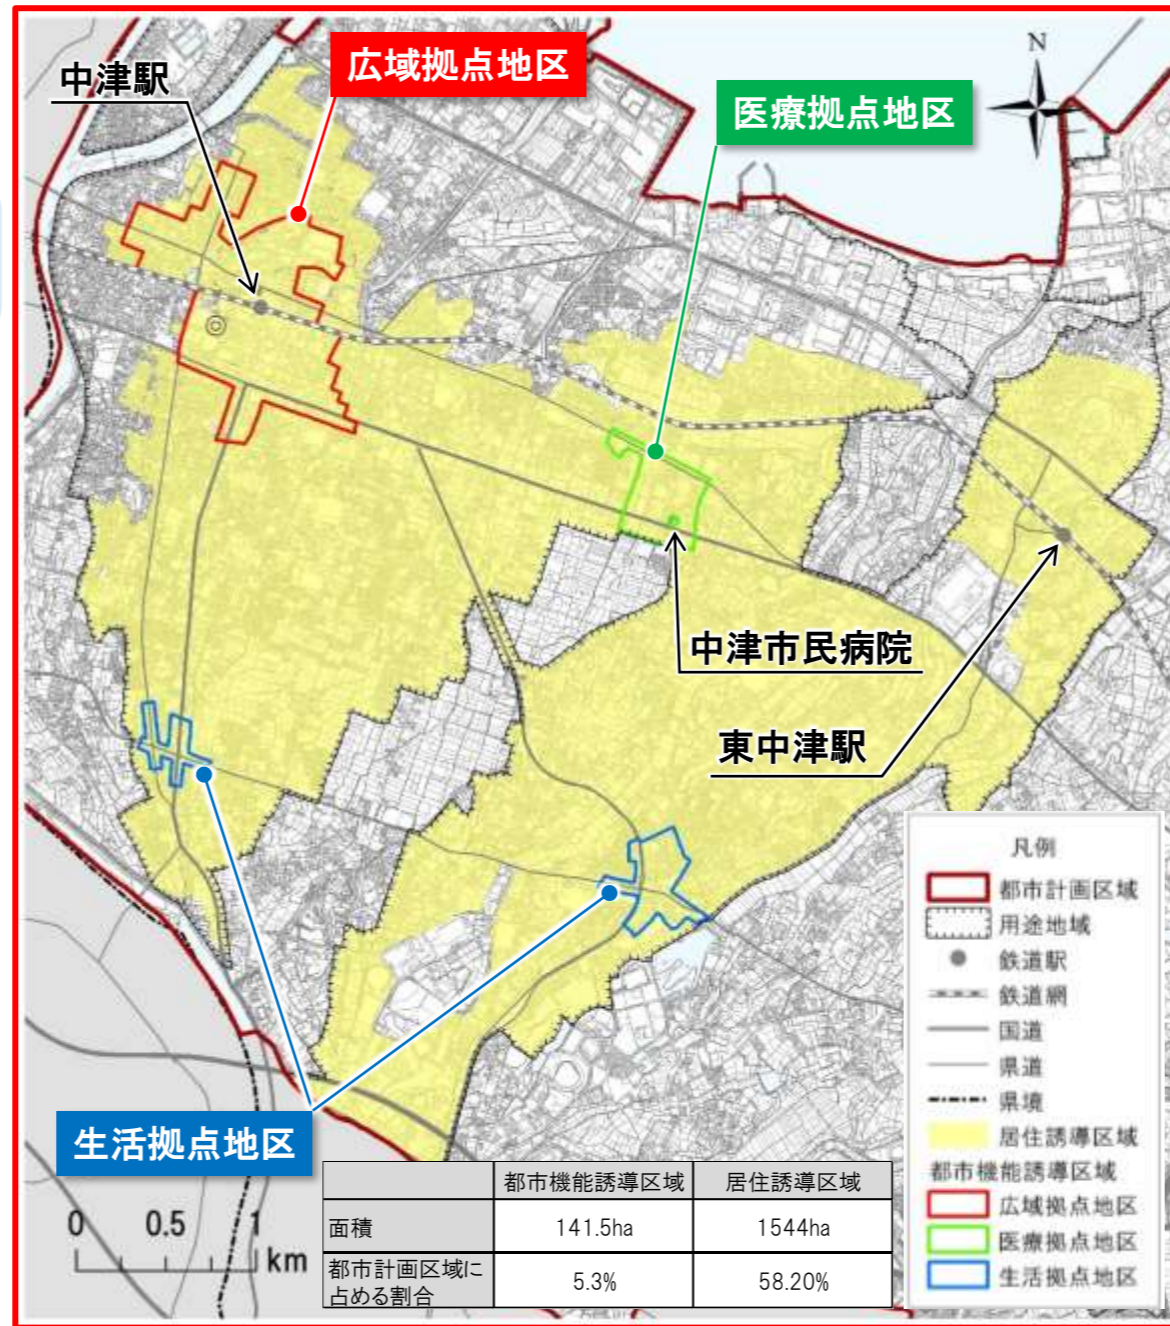 中津駅
広域拠点地区
医療拠点地区
N
中津市民病院
東中津駅
生活拠点地区
凡例
都市計画区域
用途地域
鉄道駅
鉄道網
国道
県道
県境
居住誘導区域
都市機能誘導区域
広域拠点地区
医療拠点地区
生活拠点地区
0 0.5 1 km
都市機能誘導区域 居住誘導区域
面積 141.5ha 1544ha
都市計画区域に
占める割合 5.3% 58.20%